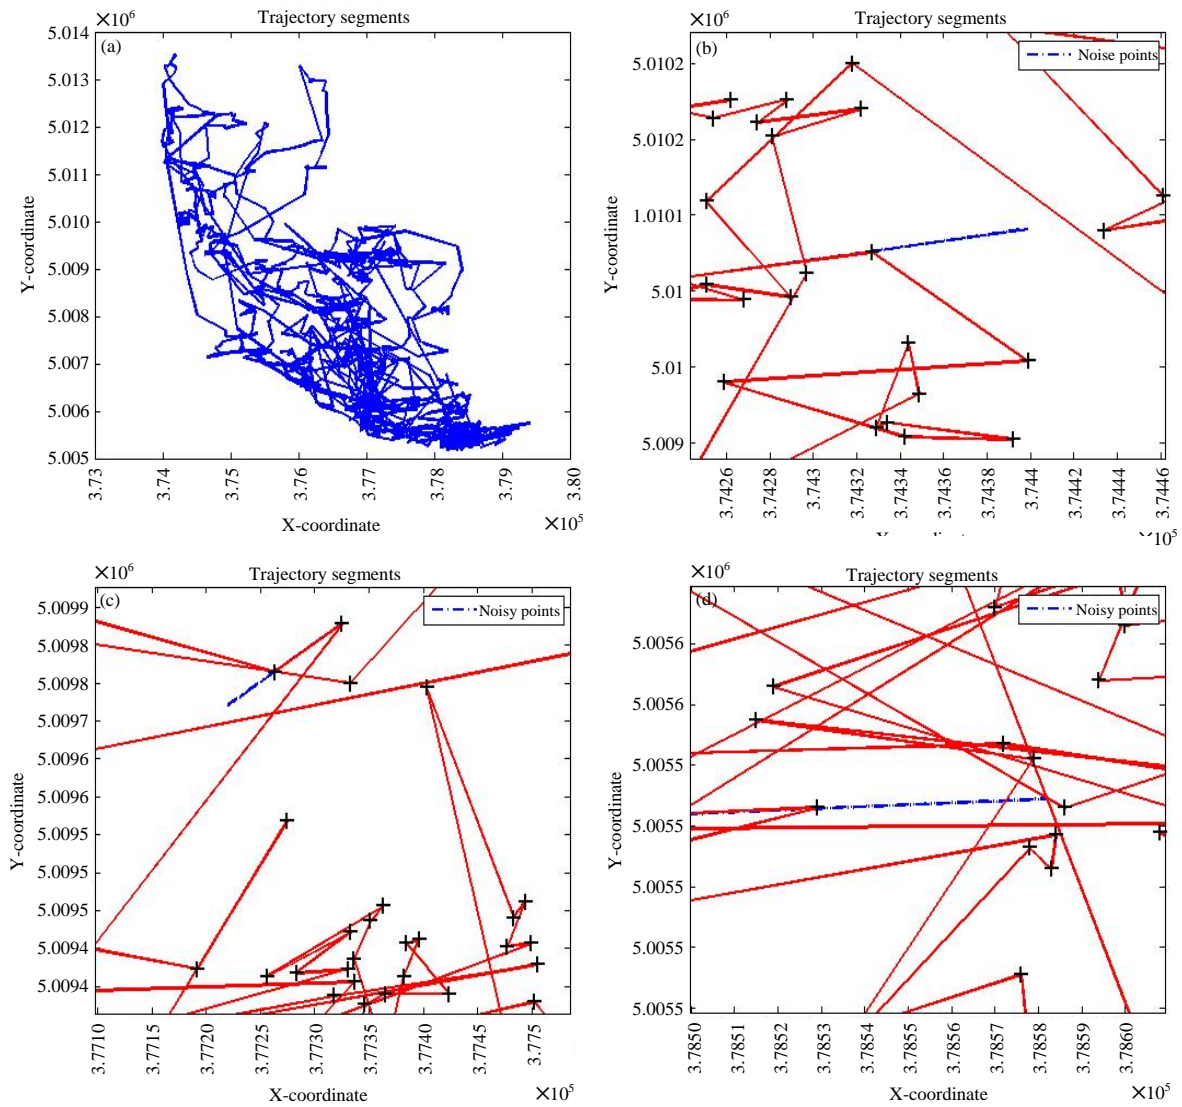 ×10⁶ Trajectory segments
(a)
5.014
5.013
5.012
5.011
5.010
5.009
5.008
5.007
5.006
5.005
Y-coordinate
3.73 3.74 3.75 3.76 3.77 3.78 3.79 3.80
X-coordinate ×10⁵
×10⁶ Trajectory segments
(b) Noise points
5.0102
5.0102
1.0101
5.01
5.01
5.009
Y-coordinate
3.7426 3.7428 3.743 3.7432 3.7434 3.7436 3.7438 3.744 3.7442 3.7444 3.7446
×10⁵
×10⁶ Trajectory segments
(c) Noisy points
5.0099
5.0098
5.0098
5.0097
5.0096
5.0096
5.0095
5.0095
5.0095
5.0094
5.0094
Y-coordinate
3.7710 3.7715 3.7720 3.7725 3.7730 3.7735 3.7740 3.7745 3.775
X-coordinate ×10⁵
×10⁶ Trajectory segments
(d) Noisy points
5.0056
5.0056
5.0055
5.0055
5.0055
5.0055
5.0055
Y-coordinate
3.7850 3.7851 3.7852 3.7853 3.7854 3.7855 3.7856 3.7857 3.7858 3.7859 3.7860
X-coordinate ×10⁵